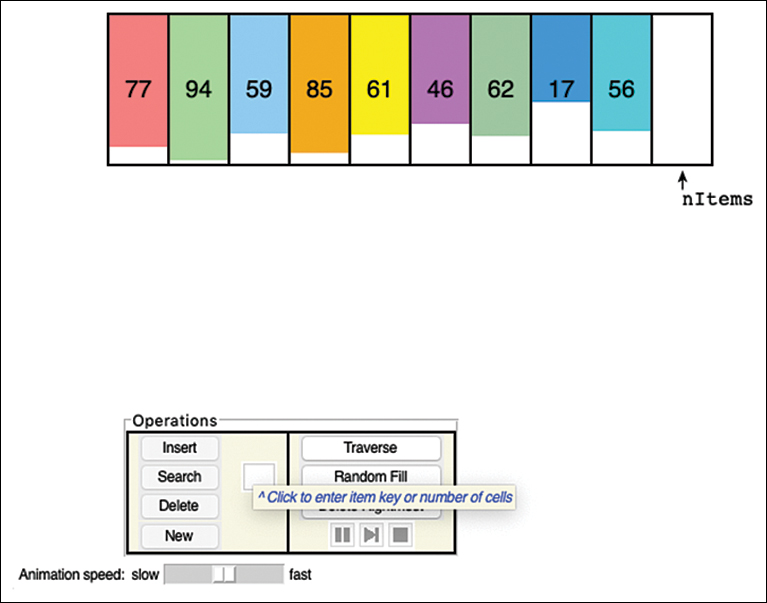 77 94 59 85 61 46 62 17 56
nItems
Operations
Insert Traverse
Search Random Fill
^ Click to enter item key or number of cells
Delete
New
Animation speed: slow fast